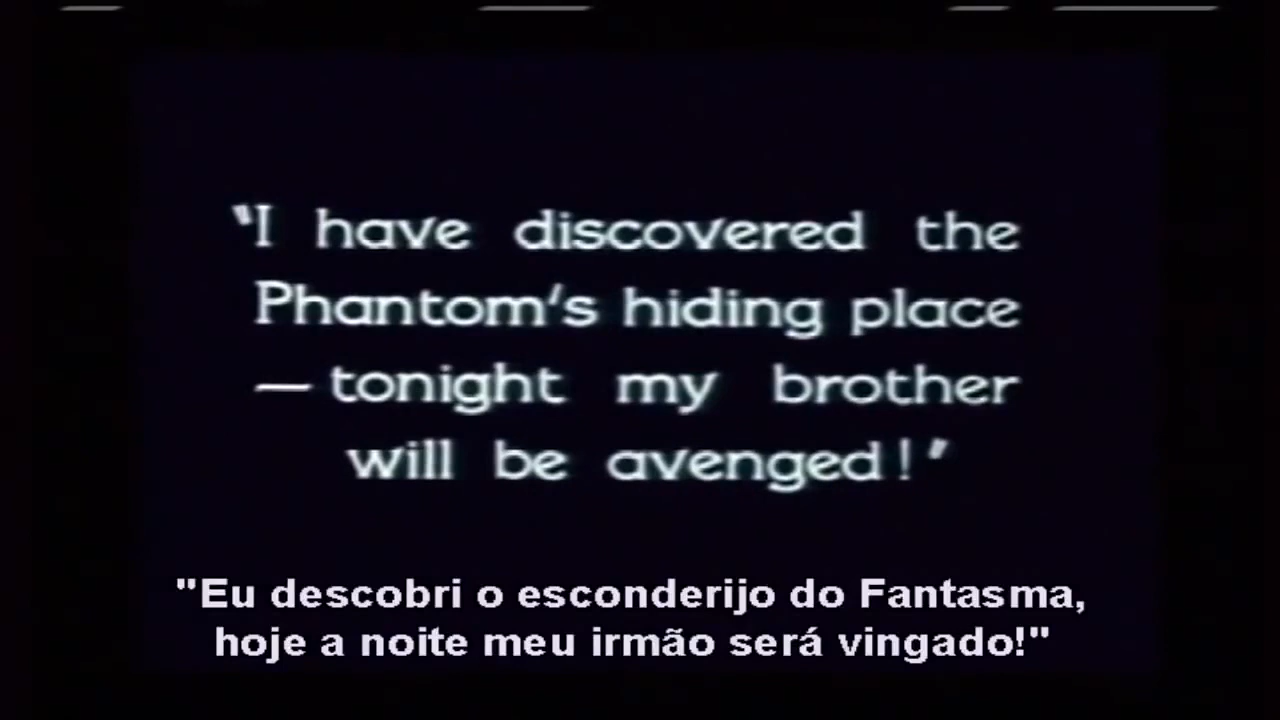 "I have discovered the
Phantom's hiding place
— tonight my brother
will be avenged!"
"Eu descobri o esconderijo do Fantasma,
hoje a noite meu irmão será vingado!"